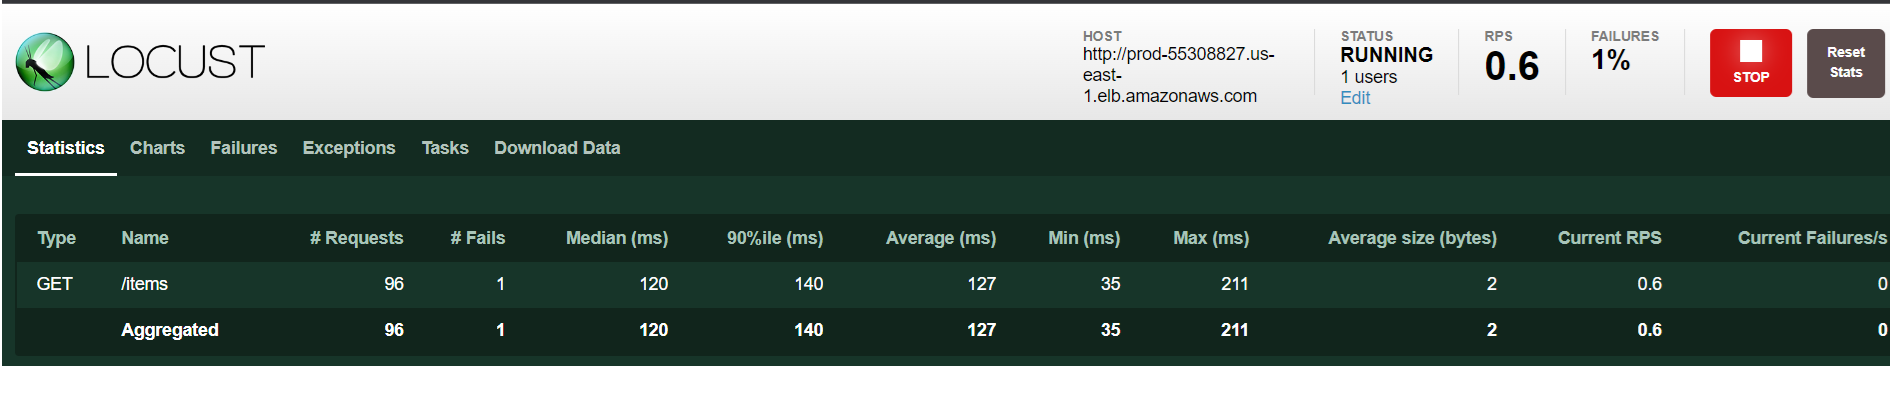 LOCUST
HOST
http://prod-55308827.us-
east-
1.elb.amazonaws.com
STATUS
RUNNING
1 users
Edit
RPS
0.6
FAILURES
1%
STOP
Reset
Stats
Statistics Charts Failures Exceptions Tasks Download Data
Type Name # Requests # Fails Median (ms) 90%ile (ms) Average (ms) Min (ms) Max (ms) Average size (bytes) Current RPS Current Failures/s
GET /items 96 1 120 140 127 35 211 2 0.6 0
Aggregated 96 1 120 140 127 35 211 2 0.6 0